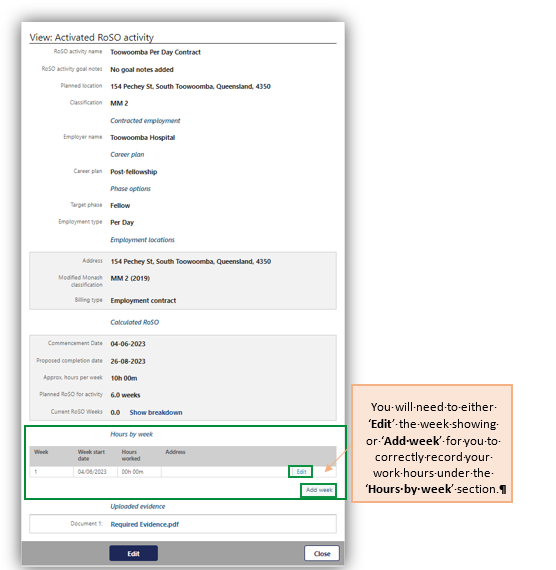 View: Activated RoSO activity
RoSO activity name Toowoomba Per Day Contract
RoSO activity goal notes No goal notes added
Planned location 154 Pechey St, South Toowoomba, Queensland, 4350
Classification MM 2
Contracted employment
Employer name Toowoomba Hospital
Career plan
Career plan Post-fellowship
Phase options
Target phase Fellow
Employment type Per Day
Employment locations
Address 154 Pechey St, South Toowoomba, Queensland, 4350
Modified Monash
classification MM 2 (2019)
Billing type Employment contract
Calculated RoSO
Commencement Date 04-06-2023
Proposed completion date 26-08-2023
Approx. hours per week 10h 00m
Planned RoSO for activity 6.0 weeks
Current RoSO Weeks 0.0 Show breakdown
Hours by week
Week Week start date Hours worked Address
1 04/06/2023 00h 00m Edit
Add week
Uploaded evidence
Document 1: Required Evidence.pdf
Edit Close
You·will·need·to·either·
‘Edit’·the·week·showing·
or·‘Add·week’·for·you·to·
correctly·record·your·
work·hours·under·the·
‘Hours·by·week’·section.¶